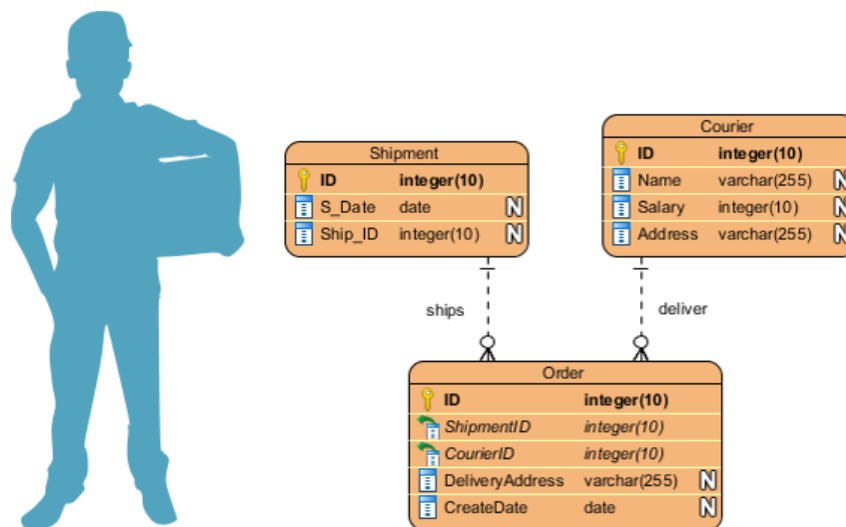 Shipment
ID integer(10)
S_Date date N
Ship_ID integer(10) N
Courier
ID integer(10)
Name varchar(255) N
Salary integer(10) N
Address varchar(255) N
ships
deliver
Order
ID integer(10)
ShipmentID integer(10)
CourierID integer(10)
DeliveryAddress varchar(255) N
CreateDate date N